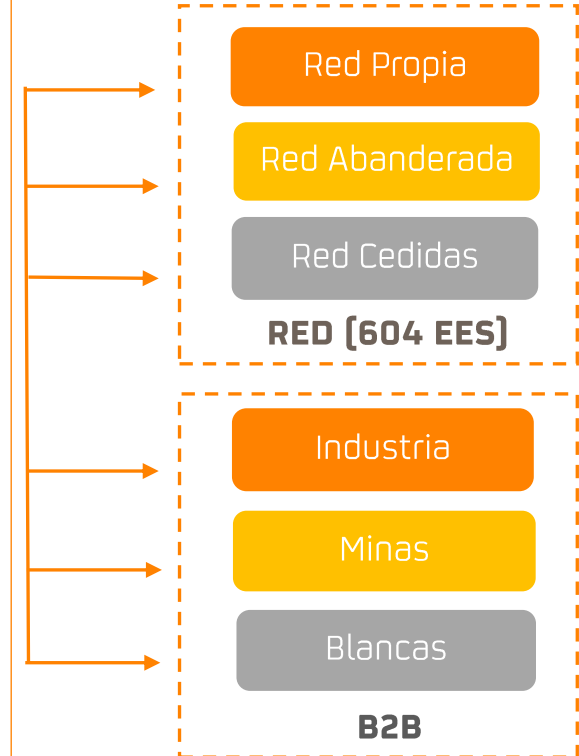 Red Propia
Red Abanderada
Red Cedidas
RED [604 EES]
Industria
Minas
Blancas
B2B